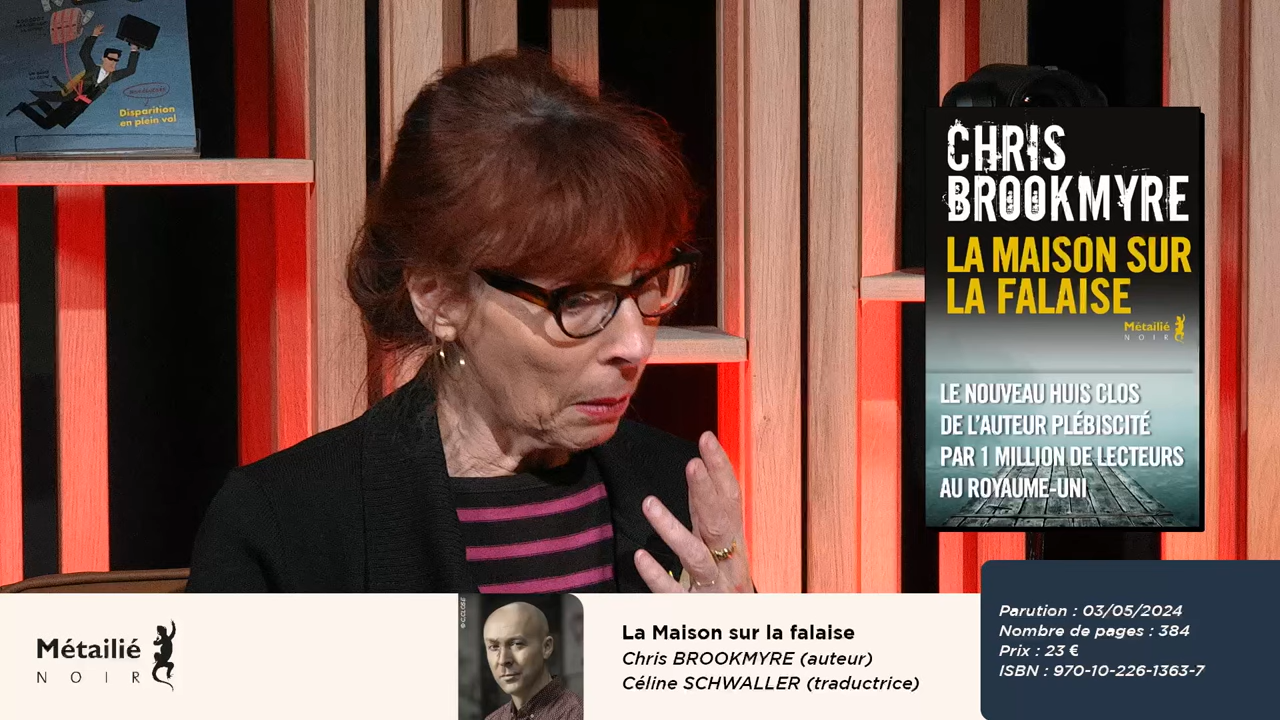 Disparition
en plein vol
CHRIS
BROOKMYRE
LA MAISON SUR
LA FALAISE
Métailié
NOIR
LE NOUVEAU HUIS CLOS
DE L'AUTEUR PLÉBISCITÉ
PAR 1 MILLION DE LECTEURS
AU ROYAUME-UNI
Métailié
NOIR
La Maison sur la falaise
Chris BROOKMYRE (auteur)
Céline SCHWALLER (traductrice)
Parution : 03/05/2024
Nombre de pages : 384
Prix : 23 €
ISBN : 970-10-226-1363-7